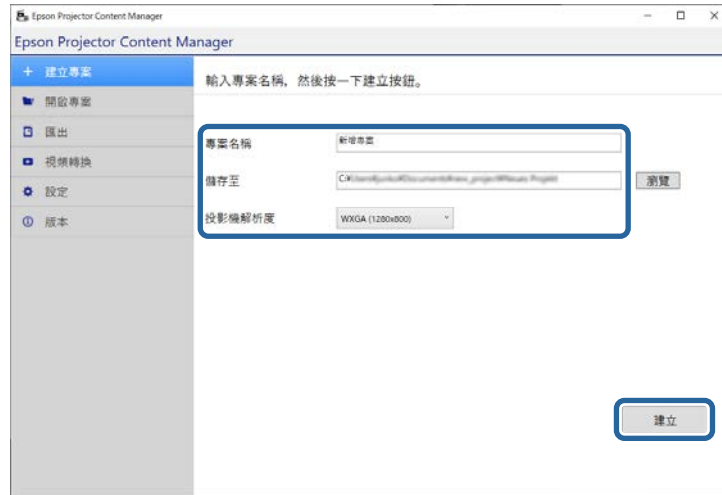 Epson Projector Content Manager
Epson Projector Content Manager
建立專案
輸入專案名稱，然後按一下建立按鈕。
開啟專案
匯出
視頻轉換
設定
版本
專案名稱 新增專案
儲存至 C:¥ 瀏覽
投影機解析度 WXGA (1280x800)
建立